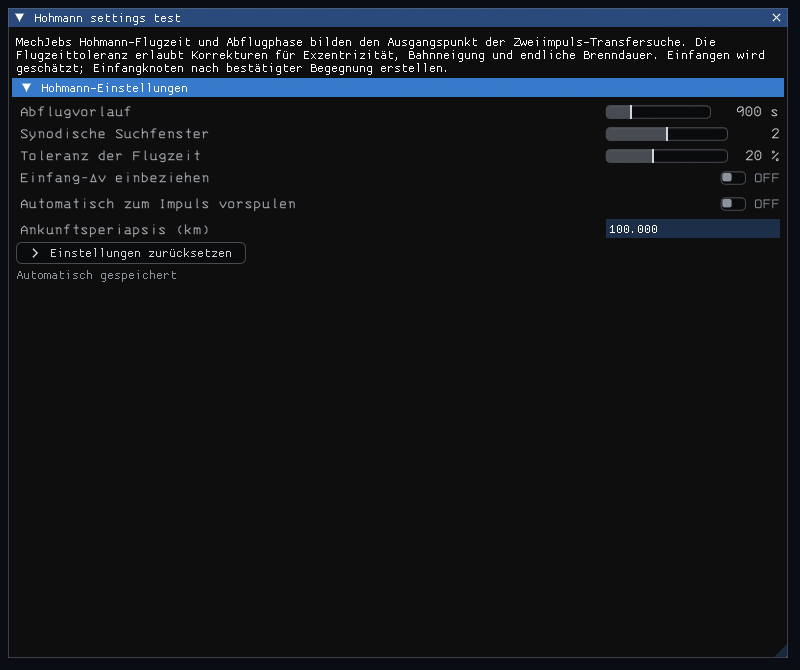 Hohmann settings test
MechJebs Hohmann-Flugzeit und Abflugphase bilden den Ausgangspunkt der Zweiimpuls-Transfersuche. Die
Flugzeittoleranz erlaubt Korrekturen für Exzentrizität, Bahnneigung und endliche Brenndauer. Einfangen wird
geschätzt; Einfangknoten nach bestätigter Begegnung erstellen.
Hohmann-Einstellungen
Abflugvorlauf 900 s
Synodische Suchfenster 2
Toleranz der Flugzeit 20 %
Einfang-Δv einbeziehen OFF
Automatisch zum Impuls vorspulen OFF
Ankunftsperiapsis (km) 100.000
Einstellungen zurücksetzen
Automatisch gespeichert